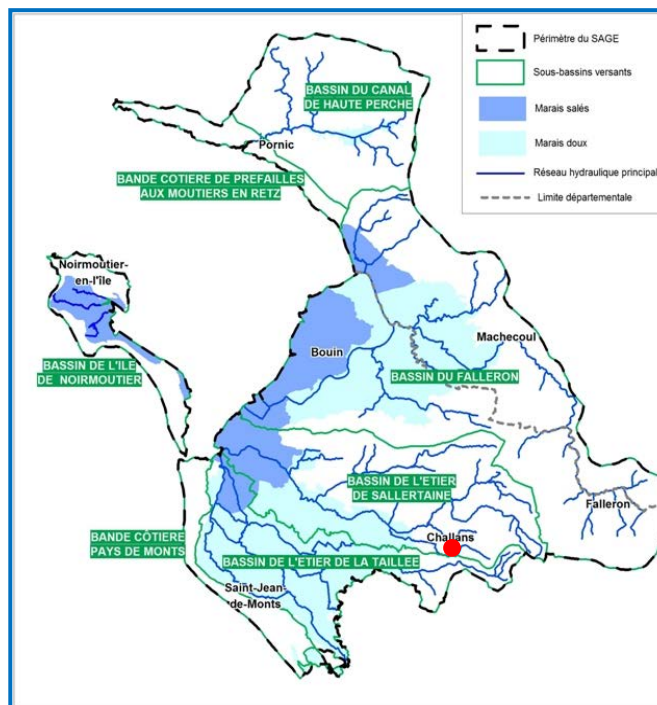 Périmètre du SAGE
Sous-bassins versants
Marais salés
Marais doux
Réseau hydraulique principal
Limite départementale
BASSIN DU CANAL
DE HAUTE PERCHE
Pornic
BANDE COTIERE DE PREFAILLES
AUX MOUTIERS EN RETZ
Noirmoutier-
en-l'île
BASSIN DE L'ILE
DE NOIRMOUTIER
Bouin
Machecoul
BASSIN DU FALLERON
BASSIN DE L'ETIER
DE SALLERTAINE
Falleron
Challans
BANDE CÔTIERE
PAYS DE MONTS
BASSIN DE L'ETIER DE LA TAILLEE
Saint-Jean-
de-Monts